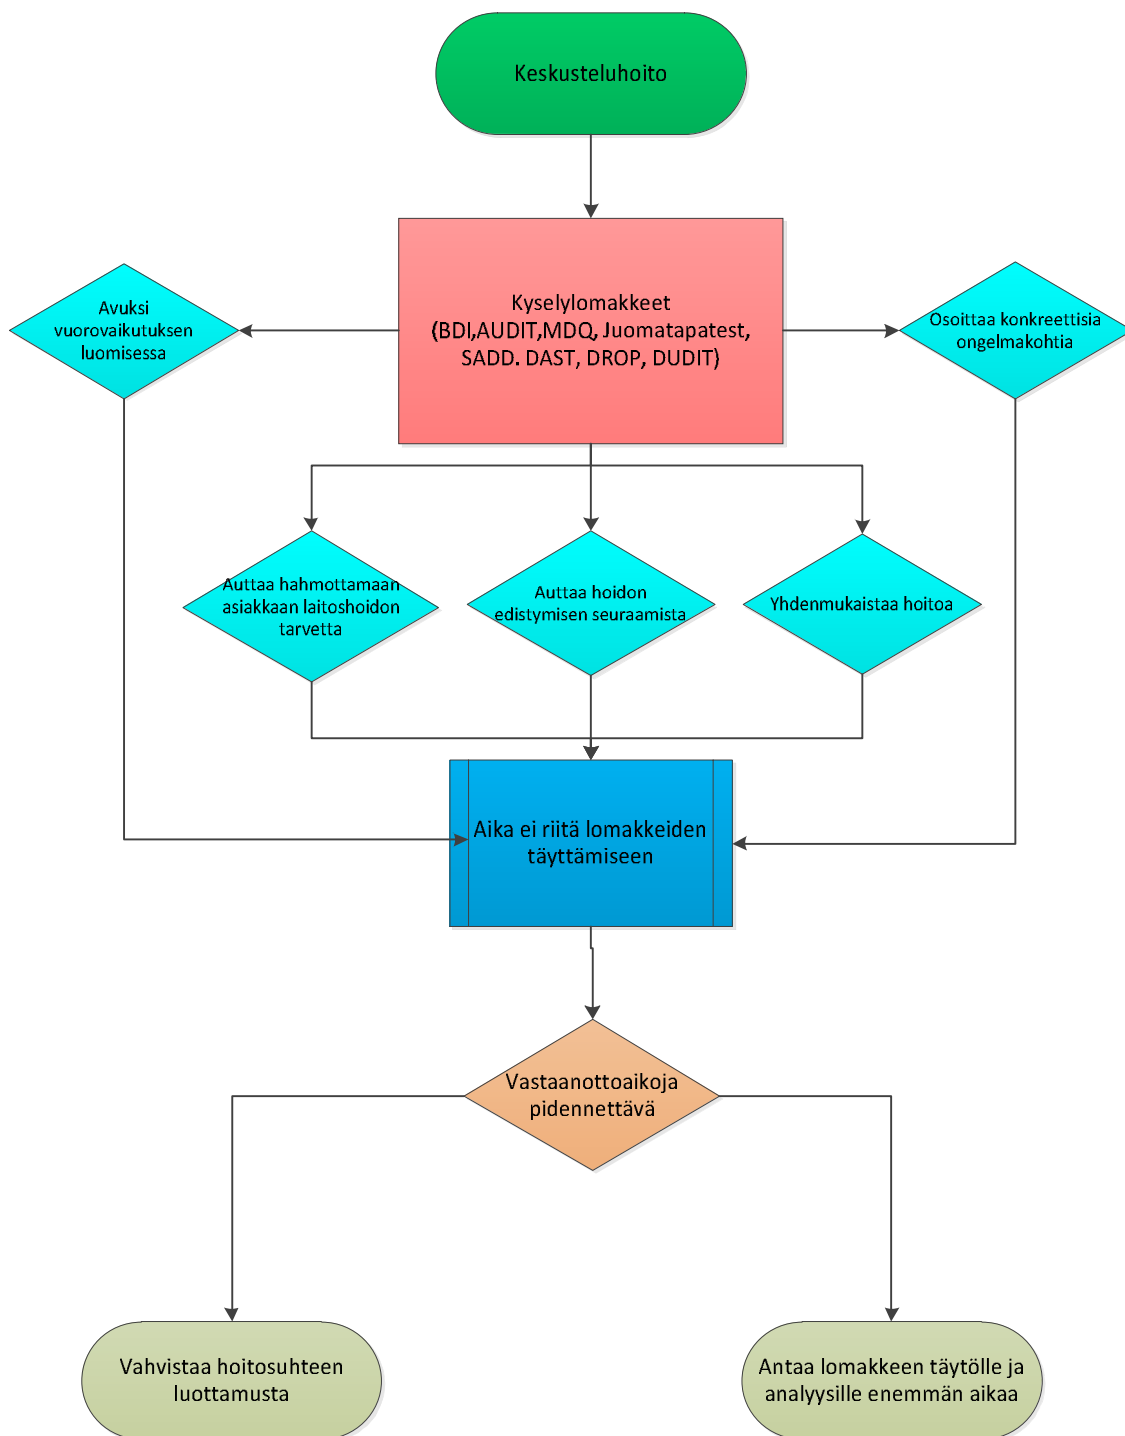 Keskusteluhoito
Kyselylomakkeet
(BDI,AUDIT,MDQ, Juomatapatest,
SADD. DAST, DROP, DUDIT)
Avuksi
vuorovaikutuksen
luomisessa
Osoittaa konkreettisia
ongelmakohtia
Auttaa hahmottamaan
asiakkaan laitoshoidon
tarvetta
Auttaa hoidon
edistymisen seuraamista
Yhdenmukaistaa hoitoa
Aika ei riitä lomakkeiden
täyttämiseen
Vastaanottoaikoja
pidennettävä
Vahvistaa hoitosuhteen
luottamusta
Antaa lomakkeen täytölle ja
analyysille enemmän aikaa